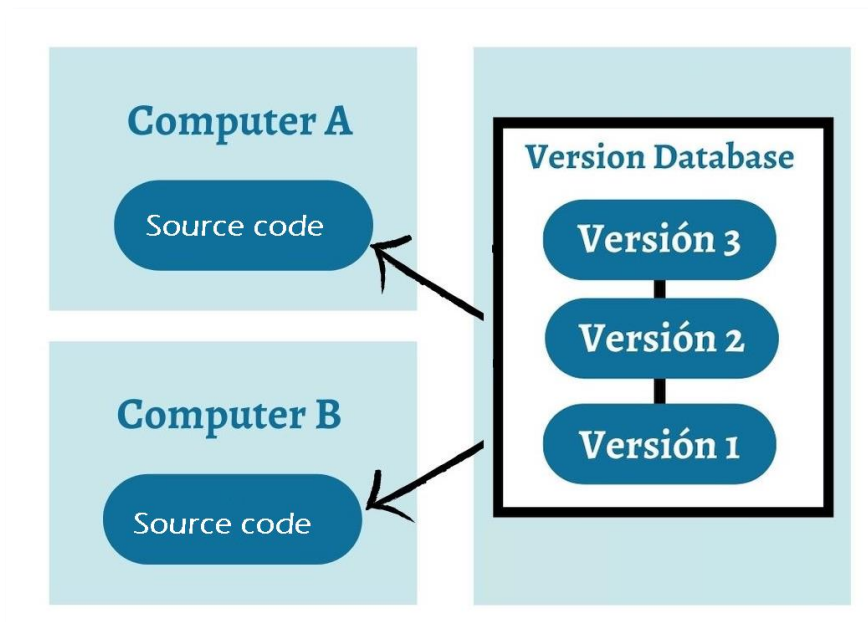 Computer A
Source code
Computer B
Source code
Version Database
Versión 3
Versión 2
Versión 1